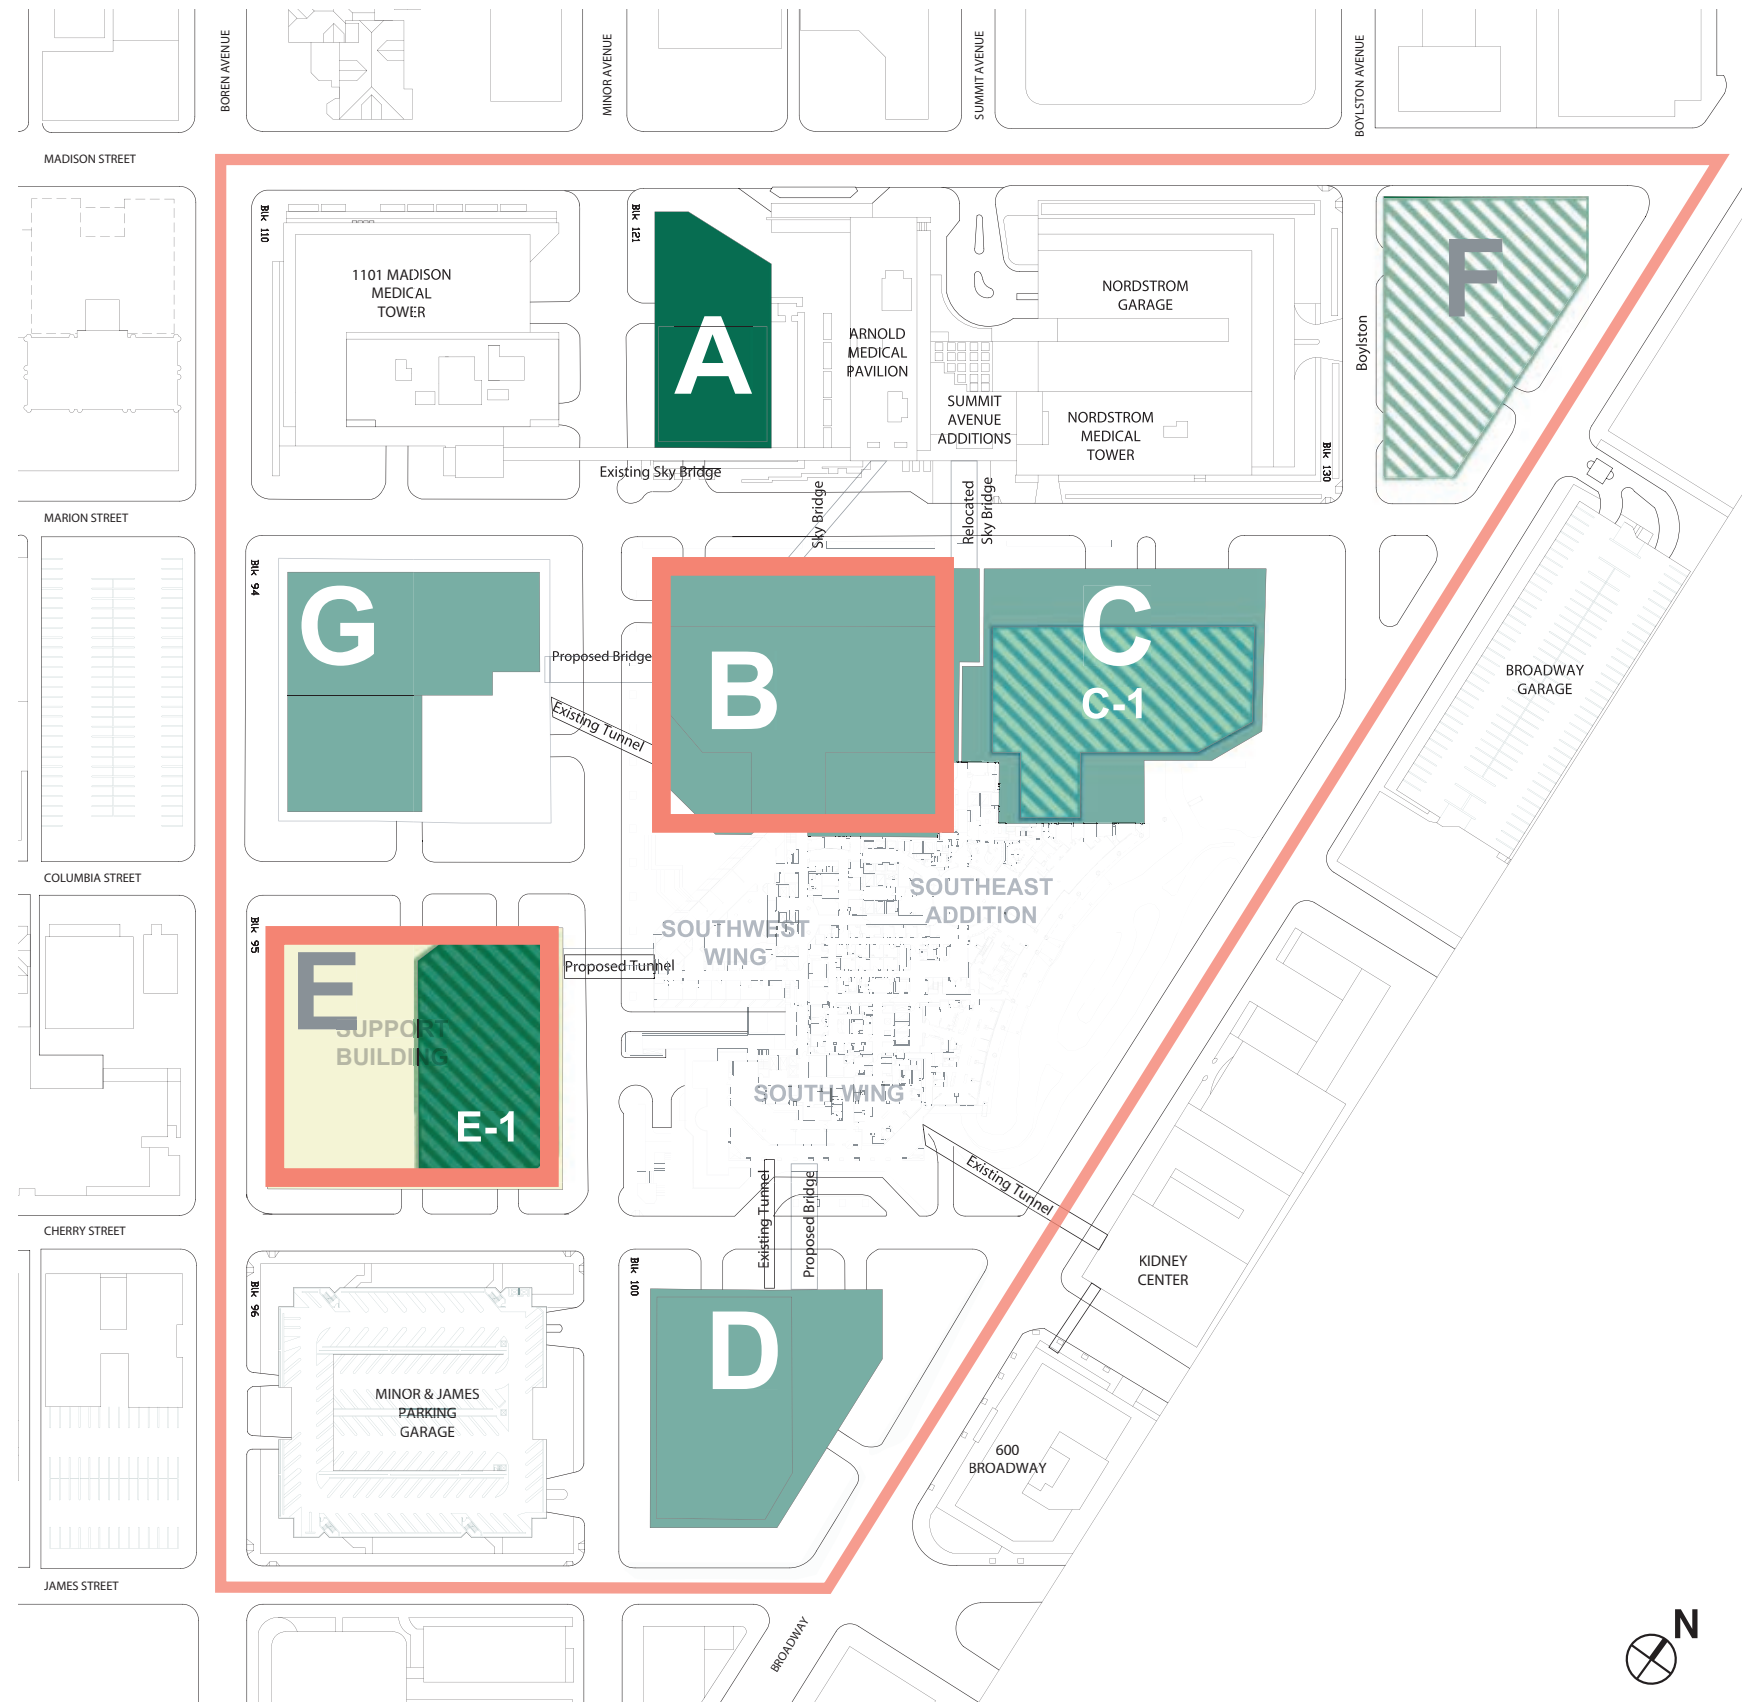 BOREN AVENUE
MINOR AVENUE
SUMMIT AVENUE
BOYLSTON AVENUE
MADISON STREET
Blk 110
Blk 121
1101 MADISON
MEDICAL
TOWER
A
ARNOLD
MEDICAL
PAVILION
SUMMIT
AVENUE
ADDITIONS
NORDSTROM
GARAGE
NORDSTROM
MEDICAL
TOWER
Boylston
Blk 130
F
Existing Sky Bridge
Sky Bridge
Relocated
Sky Bridge
MARION STREET
Blk 94
G
Proposed Bridge
Existing Tunnel
B
C
C-1
BROADWAY
GARAGE
COLUMBIA STREET
Blk 95
E
SUPPORT
BUILDING
E-1
Proposed Tunnel
SOUTHWEST
WING
SOUTHEAST
ADDITION
SOUTH WING
Existing Tunnel
Proposed Bridge
Existing Tunnel
CHERRY STREET
Blk 96
Blk 100
D
MINOR & JAMES
PARKING
GARAGE
KIDNEY
CENTER
600
BROADWAY
JAMES STREET
BROADWAY
N